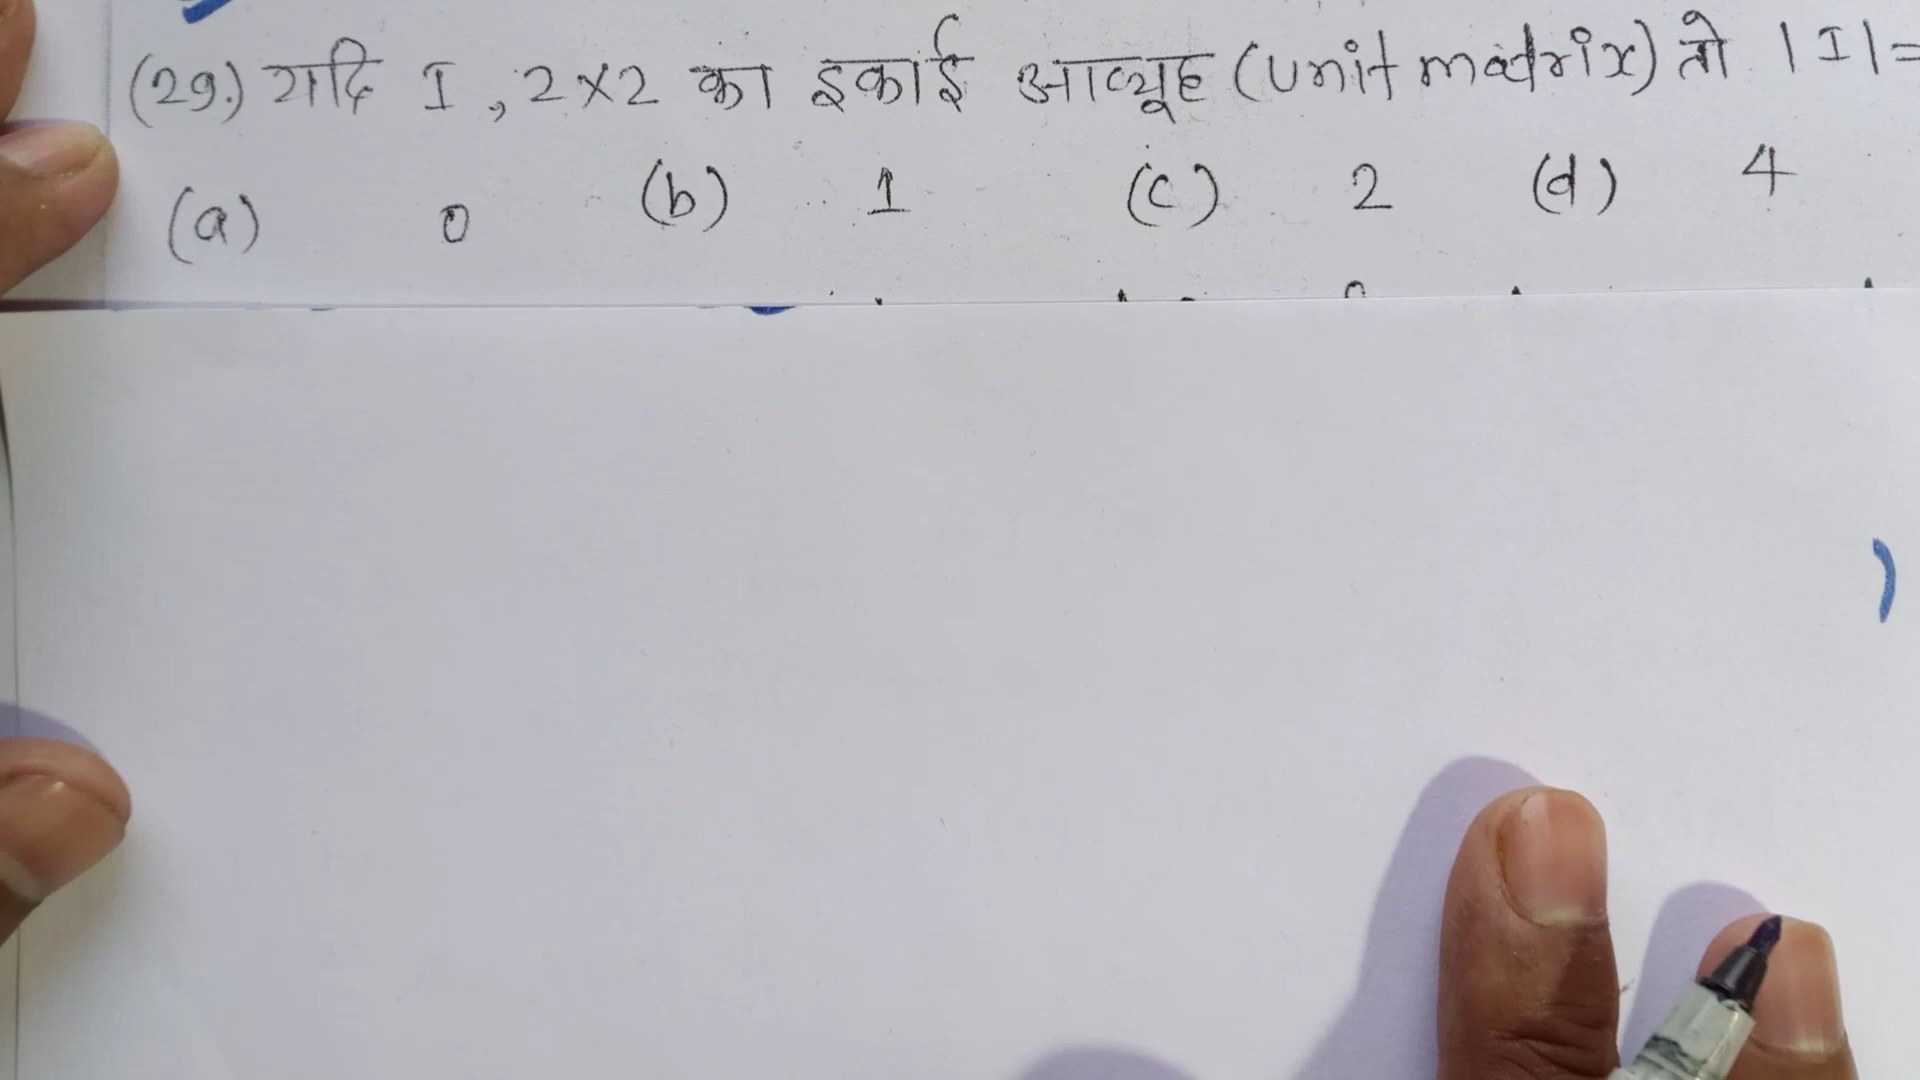 (29.) यदि I, 2×2 का इकाई आव्यूह (unit matrix) तो |I|=
(a) 0 (b) 1 (c) 2 (d) 4
)